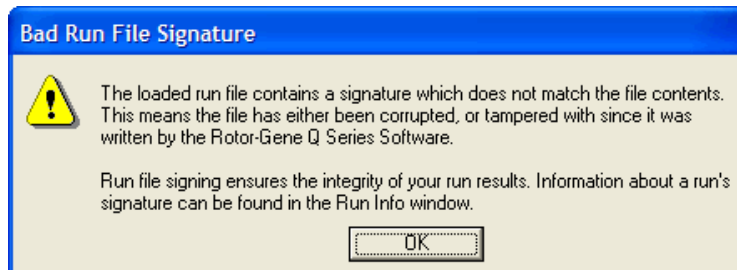 Bad Run File Signature
The loaded run file contains a signature which does not match the file contents.
This means the file has either been corrupted, or tampered with since it was
written by the Rotor-Gene Q Series Software.
Run file signing ensures the integrity of your run results. Information about a run's
signature can be found in the Run Info window.
OK